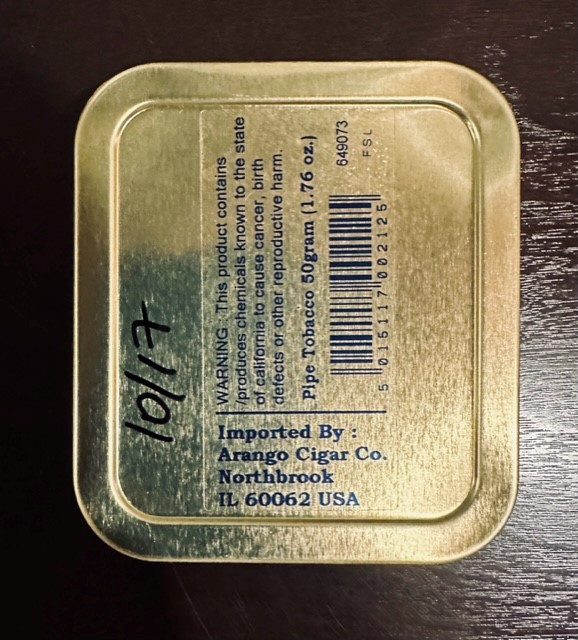 10/17
WARNING : This product contains
/produces chemicals known to the state
of california to cause cancer, birth
defects or other reproductive harm.
Pipe Tobacco 50gram (1.76 oz.)
5 015117 002125
649073
FSL
Imported By :
Arango Cigar Co.
Northbrook
IL 60062 USA